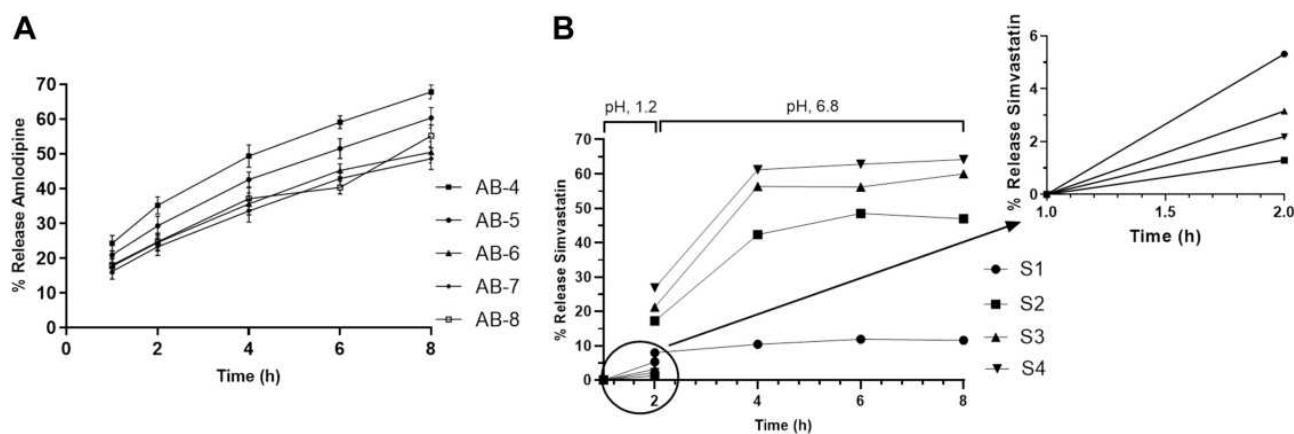 A
% Release Amlodipine
70
60
50
40
30
20
10
0
0
2
4
6
8
Time (h)
AB-4
AB-5
AB-6
AB-7
AB-8
B
pH, 1.2
pH, 6.8
% Release Simvastatin
70
60
50
40
30
20
10
0
2
4
6
8
Time (h)
% Release Simvastatin
6
4
2
0
1.0
1.5
2.0
Time (h)
S1
S2
S3
S4